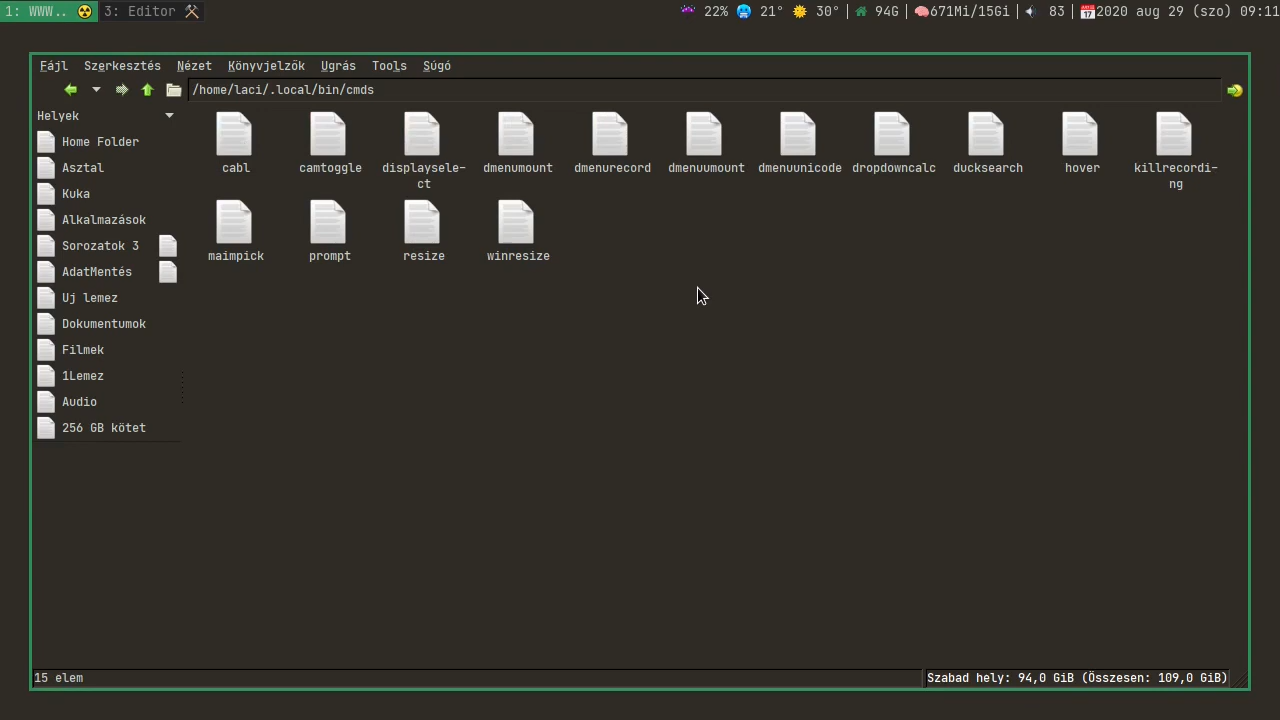 1: WWW.. ☢ 3: Editor ⚒ ☔ 22% 🥶 21° 🌞 30° | 94G |🧠671Mi/15Gi| 83 |📅2020 aug 29 (szo) 09:11
Fájl Szerkesztés Nézet Könyvjelzők Ugrás Tools Súgó
/home/laci/.local/bin/cmds
Helyek
Home Folder
Asztal
Kuka
Alkalmazások
Sorozatok 3
AdatMentés
Uj lemez
Dokumentumok
Filmek
1Lemez
Audio
256 GB kötet
cabl camtoggle displaysele-
ct dmenumount dmenurecord dmenuumount dmenuunicode dropdowncalc ducksearch hover killrecordi-
ng
maimpick prompt resize winresize
15 elem
Szabad hely: 94,0 GiB (Összesen: 109,0 GiB)